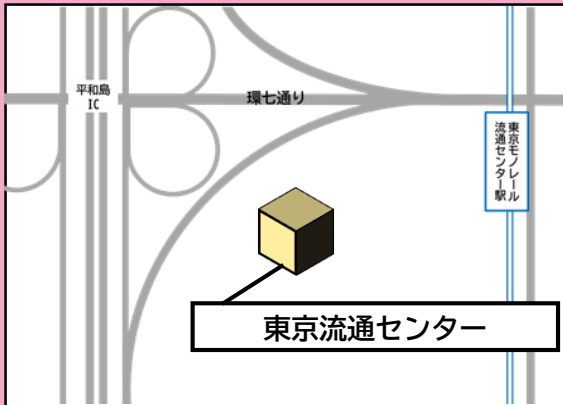 平和島
IC
環七通り
東京モノレール
流通センター駅
東京流通センター